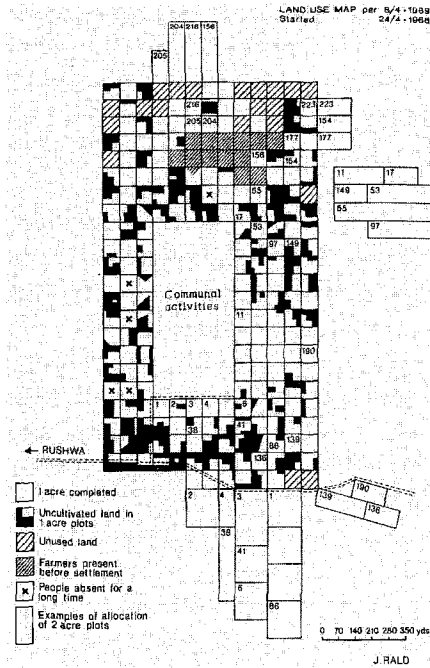 LAND USE MAP per 6/4-1969
Started 24/4-1968
204 218 156
205
216
223 223
205 204
154
177 177
156
154
11 17
55
149 53
55
17
53
97
97 149
Communal
activities
11
190
1 2 3 4 6
38
41
139
86
136
← RUSHWA
2 4 3 1
190
139 136
38
41
6
86
1 acre completed
Uncultivated land in
1 acre plots
Unused land
Farmers present
before settlement
People absent for a
long time
Examples of allocation
of 2 acre plots
0 70 140 210 280 350 yds
J. RALD